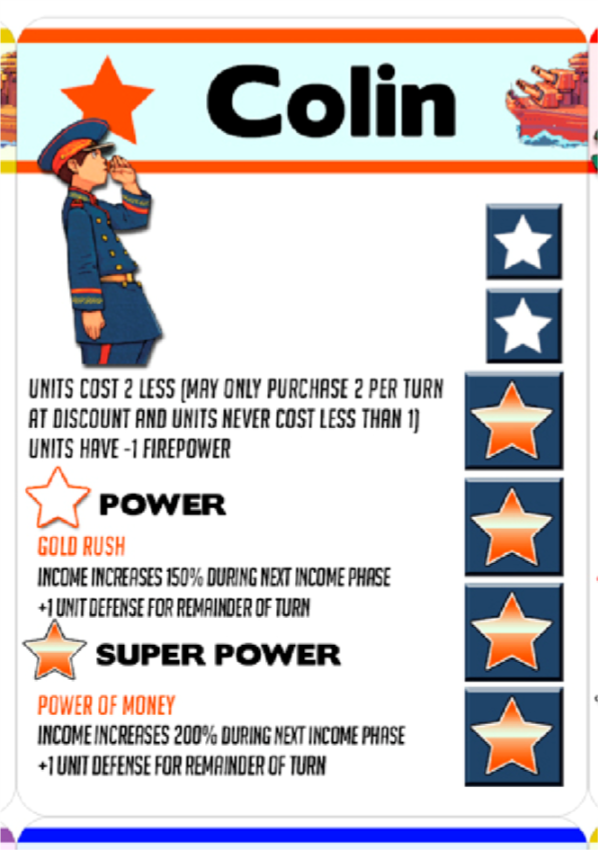 Colin
UNITS COST 2 LESS (MAY ONLY PURCHASE 2 PER TURN
AT DISCOUNT AND UNITS NEVER COST LESS THAN 1)
UNITS HAVE -1 FIREPOWER
POWER
GOLD RUSH
INCOME INCREASES 150% DURING NEXT INCOME PHASE
+1 UNIT DEFENSE FOR REMAINDER OF TURN
SUPER POWER
POWER OF MONEY
INCOME INCREASES 200% DURING NEXT INCOME PHASE
+1 UNIT DEFENSE FOR REMAINDER OF TURN